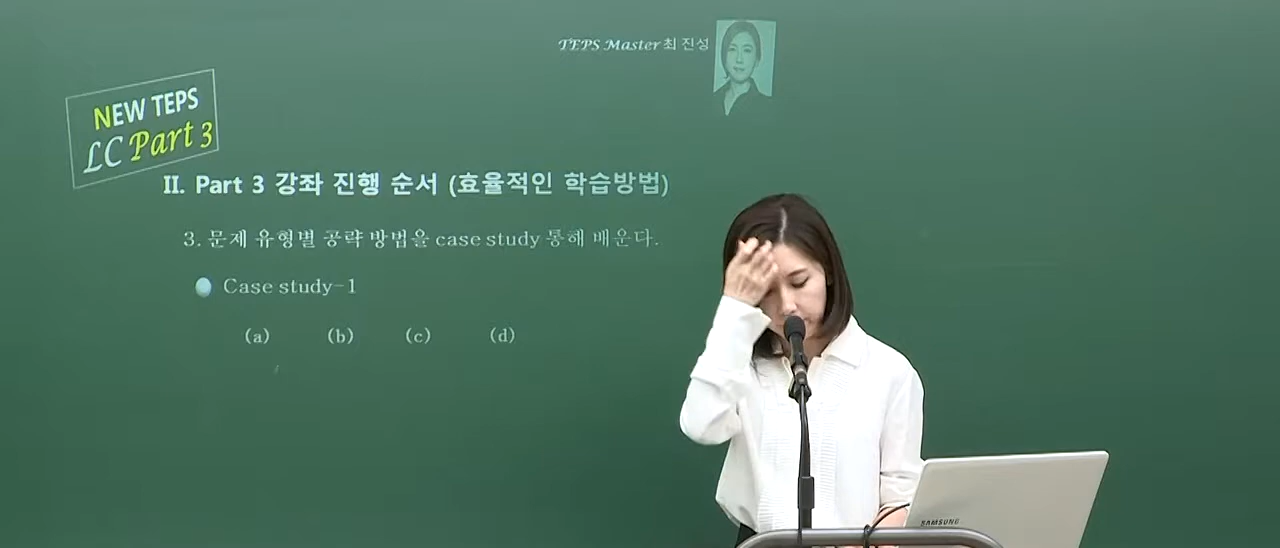 TEPS Master 최진성
NEW TEPS
LC Part 3
II. Part 3 강좌 진행 순서 (효율적인 학습방법)
3. 문제 유형별 공략 방법을 case study 통해 배운다.
Case study-1
(a) (b) (c) (d)
SAMSUNG